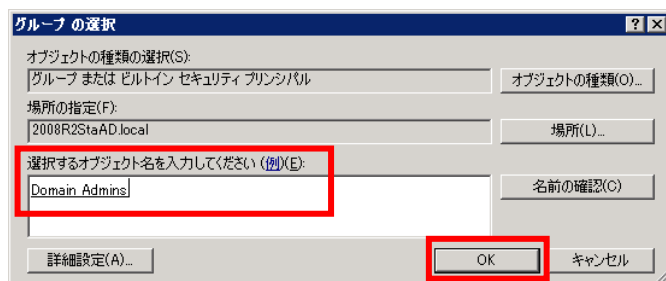 グループ の選択
オブジェクトの種類の選択(S):
グループ または ビルトイン セキュリティ プリンシパル
オブジェクトの種類(O)...
場所の指定(F):
2008R2StaAD.local
場所(L)...
選択するオブジェクト名を入力してください (例)(E):
Domain Admins
名前の確認(C)
詳細設定(A)...
OK
キャンセル